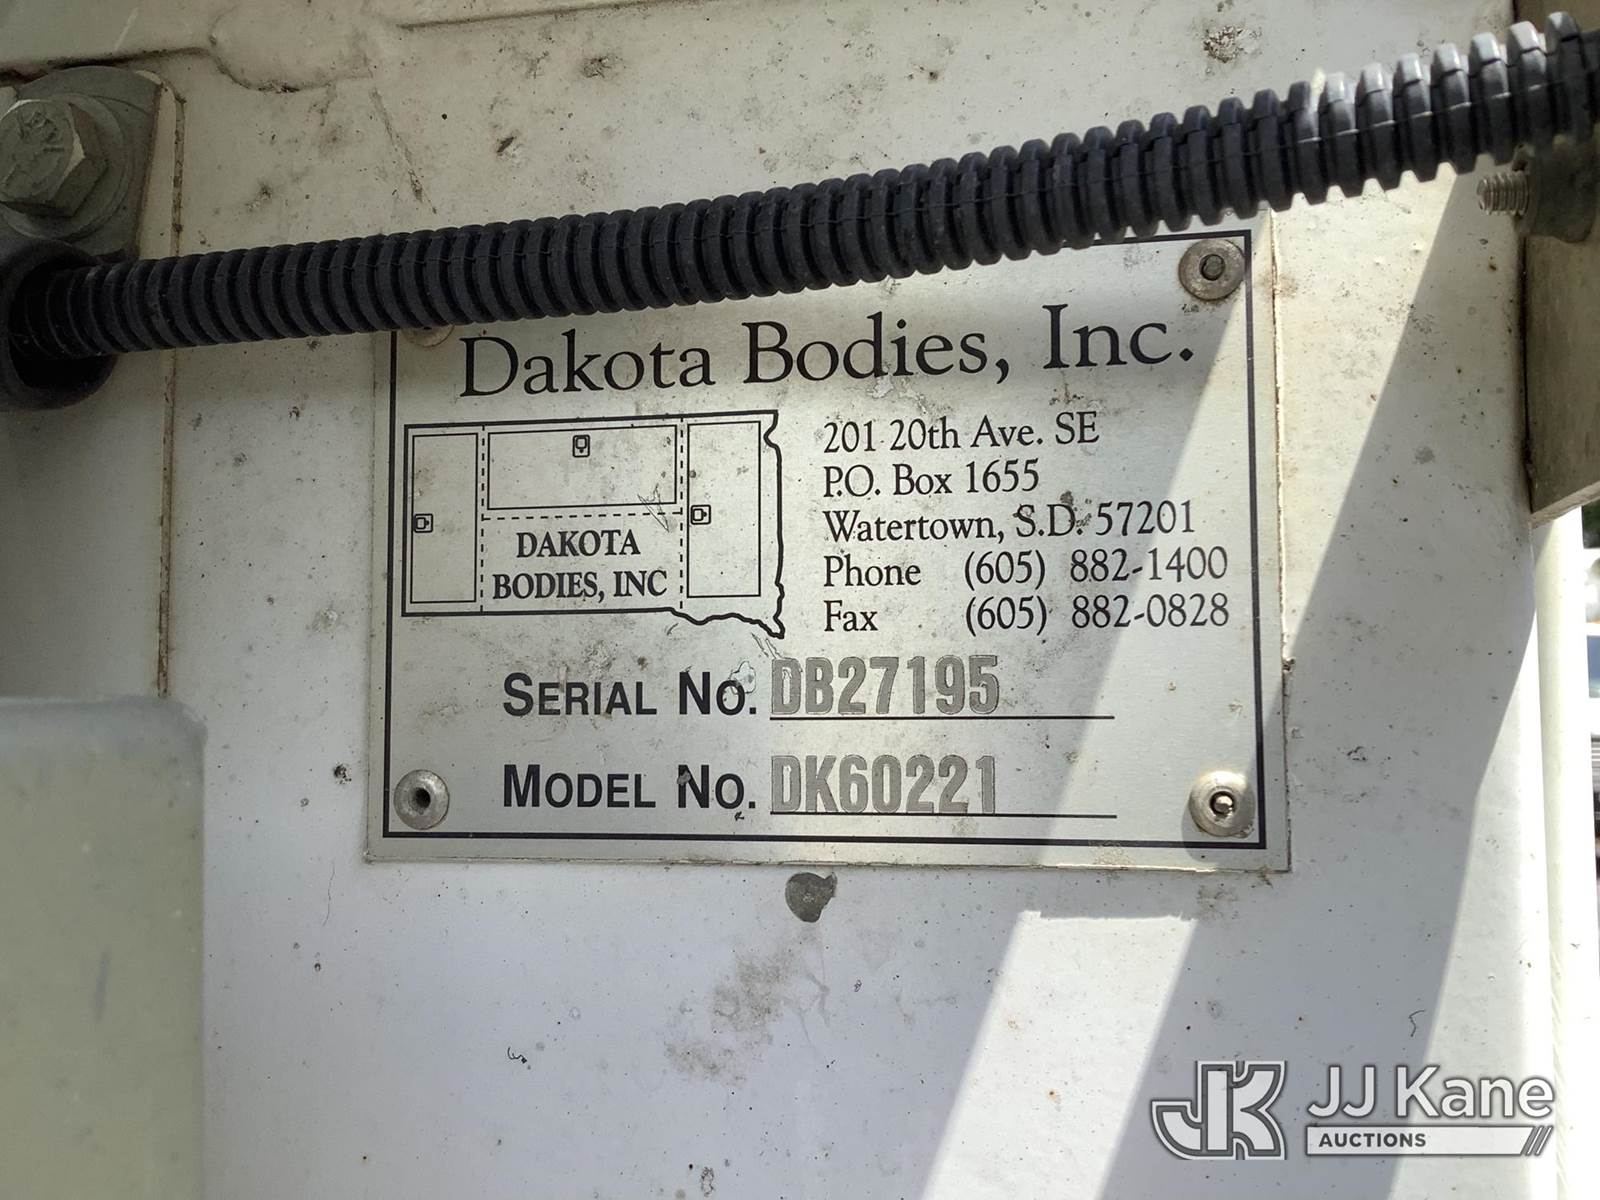 Dakota Bodies, Inc.
DAKOTA
BODIES, INC
201 20th Ave. SE
P.O. Box 1655
Watertown, S.D. 57201
Phone (605) 882-1400
Fax (605) 882-0828
SERIAL NO. DB27195
MODEL NO. DK60221
JK JJ Kane
AUCTIONS